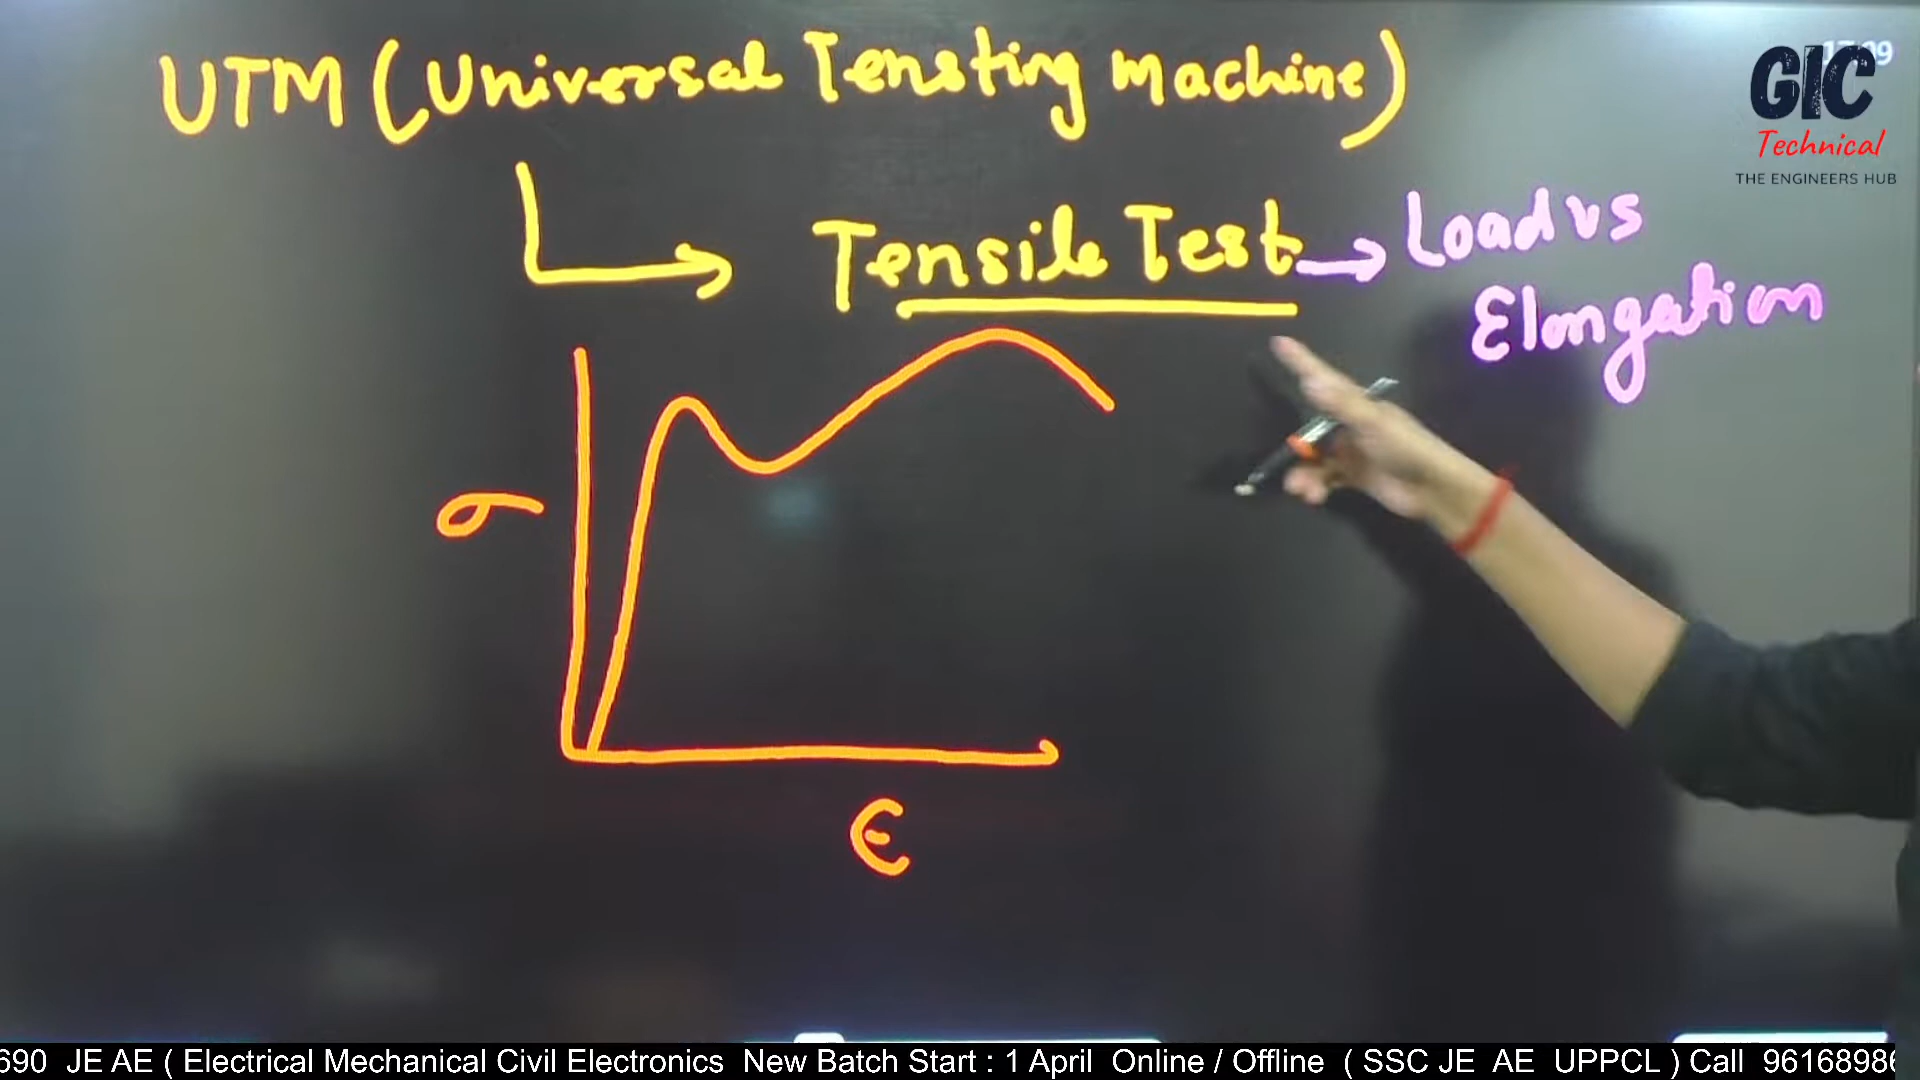 UTM (Universal Tensting Machine)
GIC
Technical
THE ENGINEERS HUB
Tensile Test → Load vs
Elongation
σ
ϵ
690 JE AE ( Electrical Mechanical Civil Electronics New Batch Start : 1 April Online / Offline ( SSC JE AE UPPCL ) Call 96168986